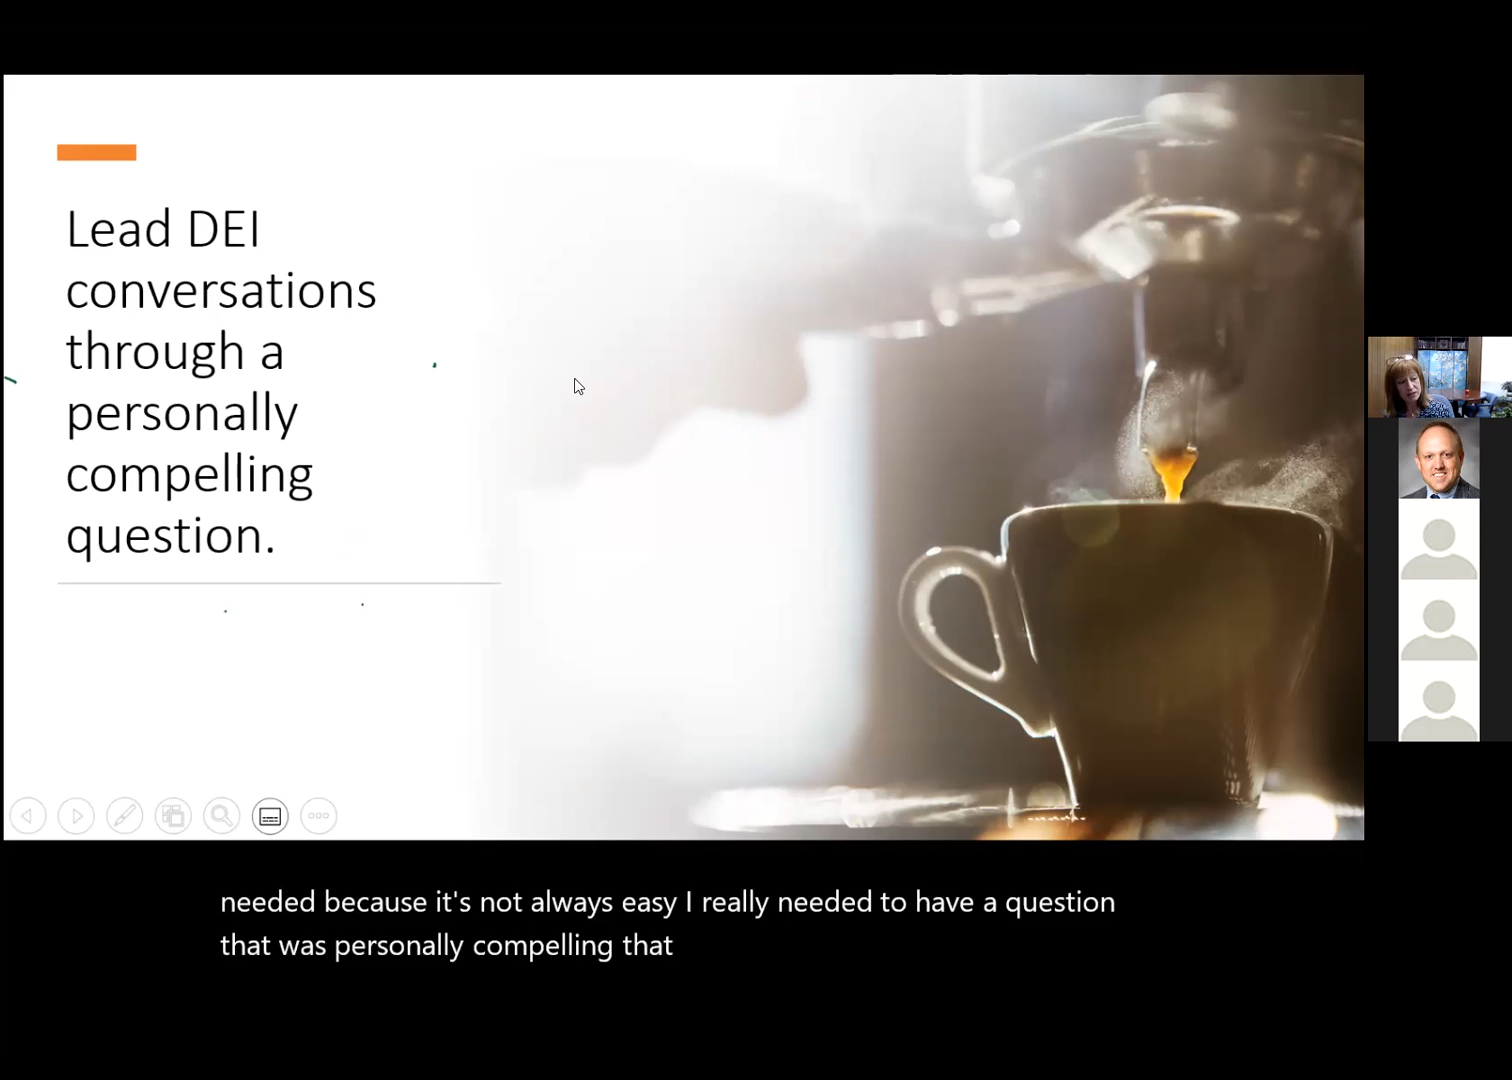 Lead DEI
conversations
through a
personally
compelling
question.
needed because it's not always easy I really needed to have a question
that was personally compelling that